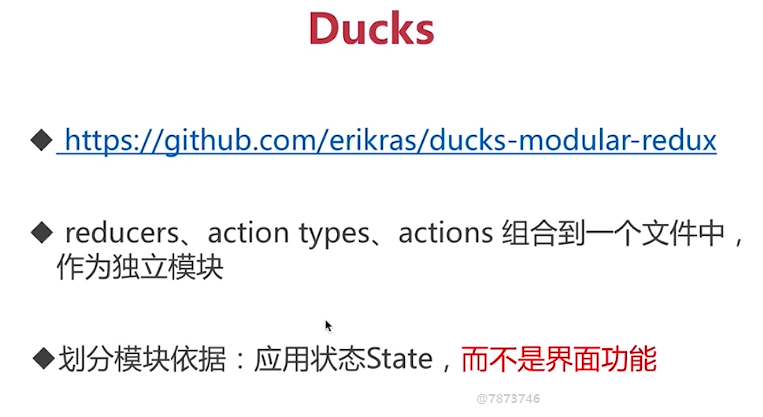 Ducks
◆ https://github.com/erikras/ducks-modular-redux
◆ reducers、action types、actions 组合到一个文件中，
作为独立模块
◆划分模块依据：应用状态State，而不是界面功能
@7873746